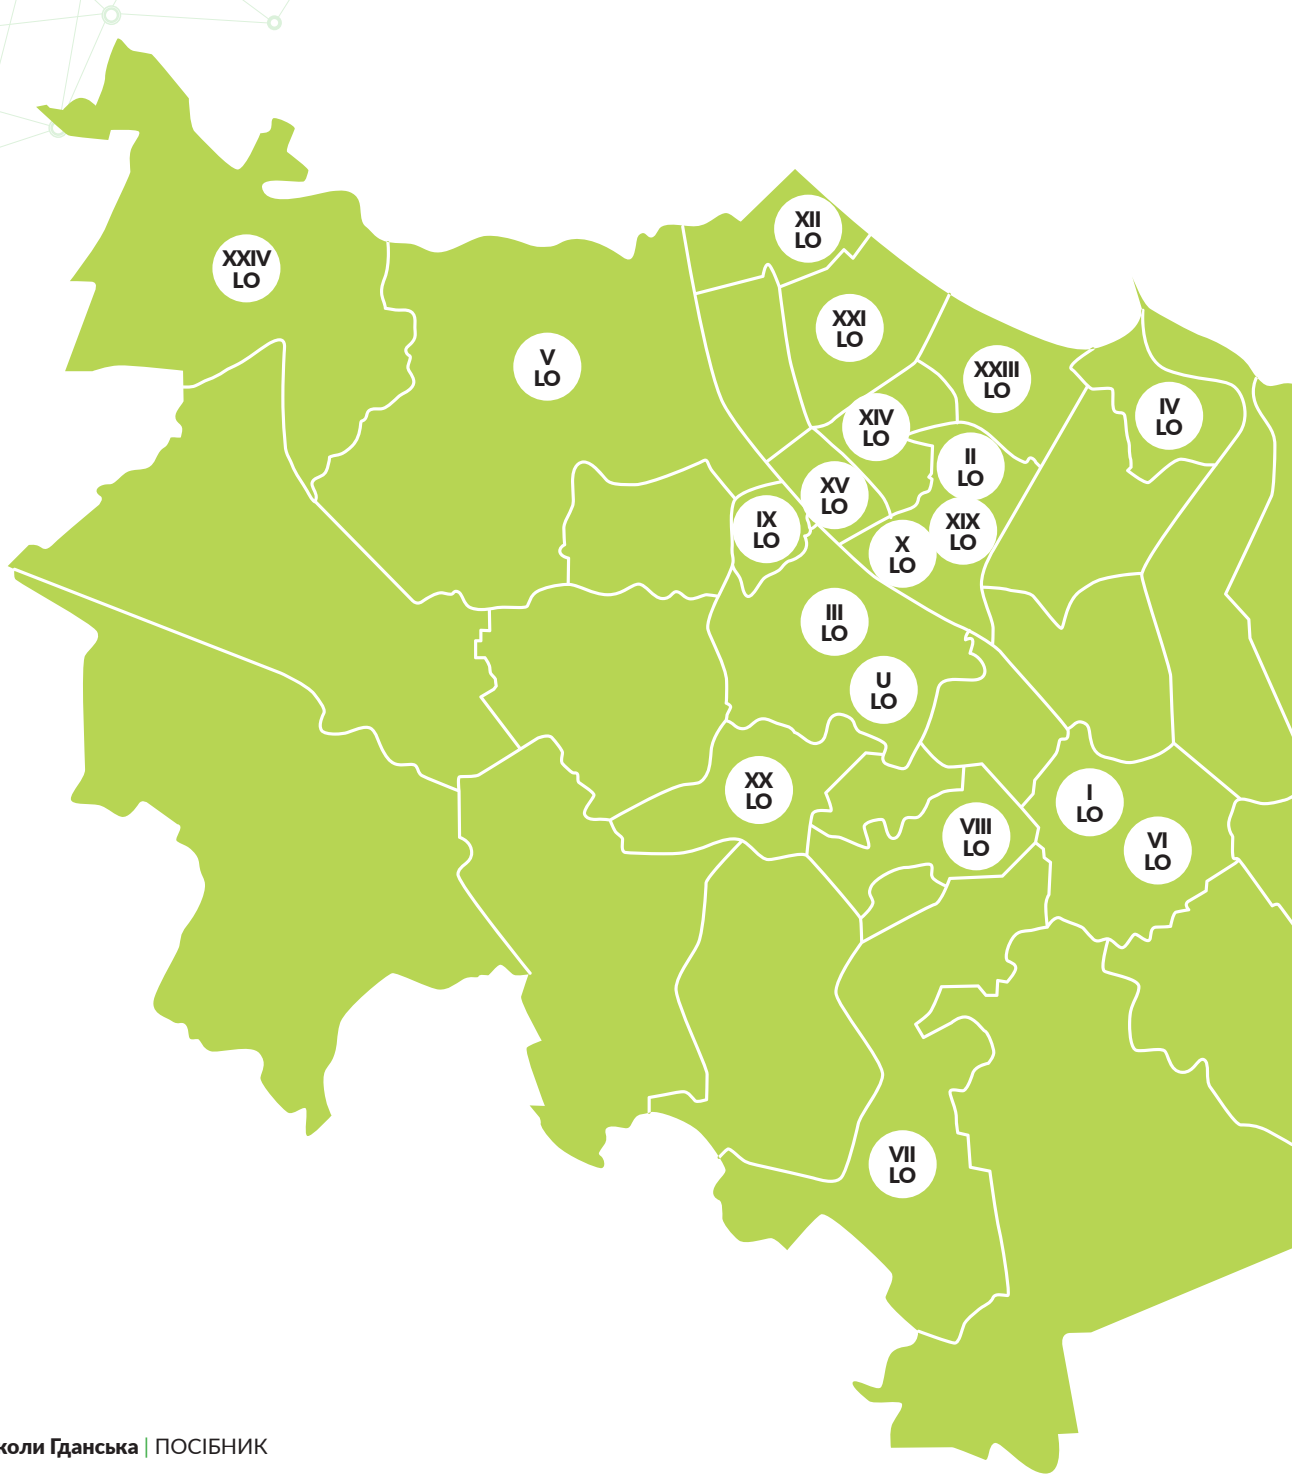 XII
LO
XXIV
LO
XXI
LO
V
LO
XXIII
LO
IV
LO
XIV
LO
II
LO
XV
LO
IX
LO
XIX
LO
X
LO
III
LO
U
LO
XX
LO
I
LO
VIII
LO
VI
LO
VII
LO
коли Гданська | ПОСІБНИК